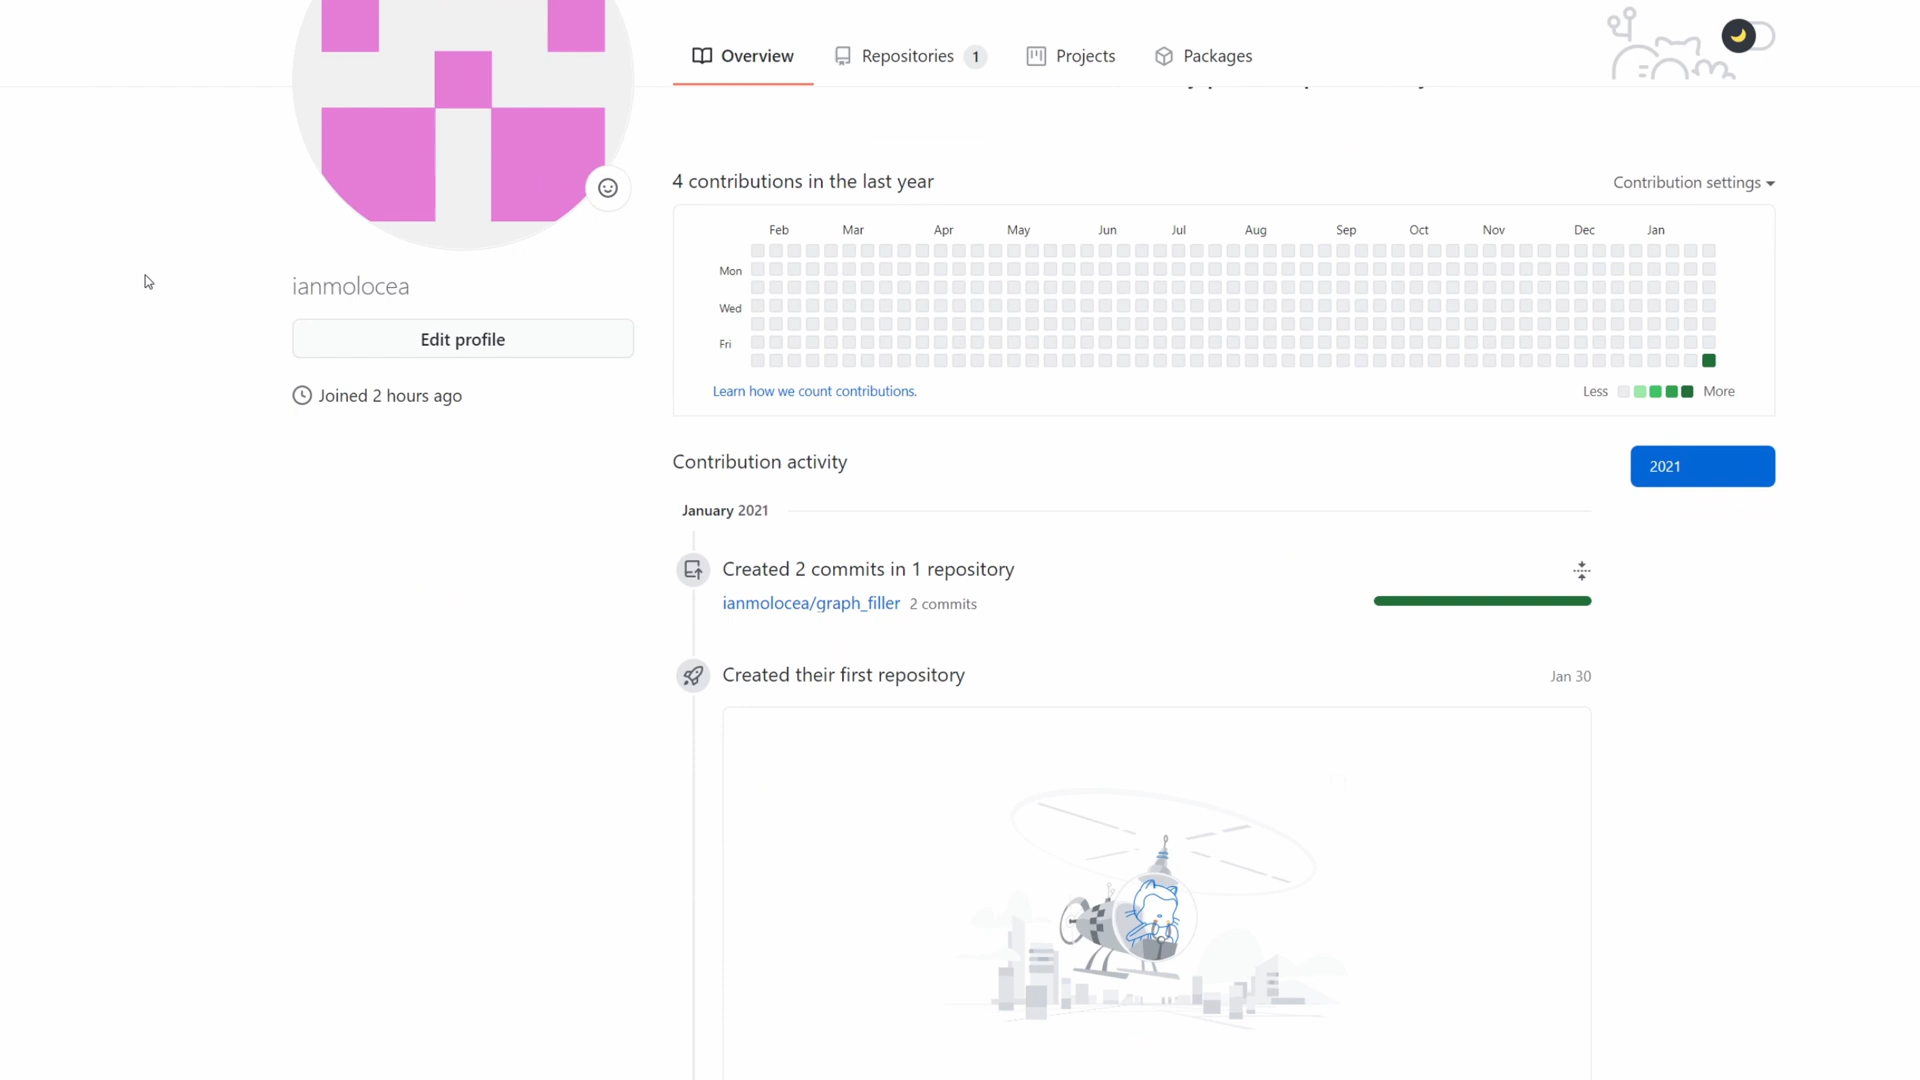 Overview
Repositories 1
Projects
Packages
4 contributions in the last year
Contribution settings
Feb Mar Apr May Jun Jul Aug Sep Oct Nov Dec Jan
Mon
Wed
Fri
Learn how we count contributions.
Less
More
ianmolocea
Edit profile
Joined 2 hours ago
Contribution activity
2021
January 2021
Created 2 commits in 1 repository
ianmolocea/graph_filler 2 commits
Created their first repository
Jan 30